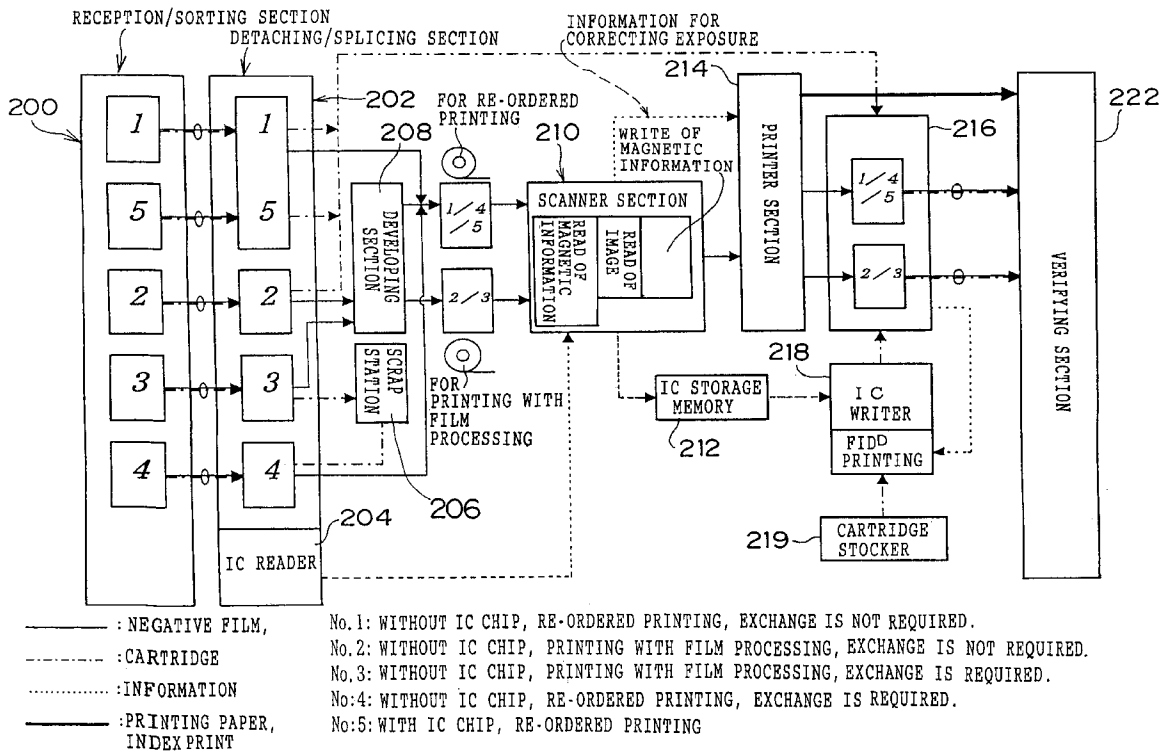 RECEPTION/SORTING SECTION
DETACHING/SPLICING SECTION
INFORMATION FOR
CORRECTING EXPOSURE
200
202
FOR RE-ORDERED
PRINTING
208
210
214
216
222
WRITE OF
MAGNETIC
INFORMATION
1
5
2
3
4
1
5
2
3
4
DEVELOPING
SECTION
1/4
/5
2/3
SCANNER SECTION
READ OF
MAGNETIC
INFORMATION
READ OF
IMAGE
PRINTER SECTION
1/4
/5
2/3
VERIFYING SECTION
SCRAP
STATION
206
FOR
PRINTING WITH
FILM
PROCESSING
IC STORAGE
MEMORY
212
218
IC
WRITER
FIDD
PRINTING
219
CARTRIDGE
STOCKER
204
IC READER
:NEGATIVE FILM,
:CARTRIDGE
:INFORMATION
:PRINTING PAPER,
INDEX PRINT
No.1: WITHOUT IC CHIP, RE-ORDERED PRINTING, EXCHANGE IS NOT REQUIRED.
No.2: WITHOUT IC CHIP, PRINTING WITH FILM PROCESSING, EXCHANGE IS NOT REQUIRED.
No.3: WITHOUT IC CHIP, PRINTING WITH FILM PROCESSING, EXCHANGE IS REQUIRED.
No:4: WITHOUT IC CHIP, RE-ORDERED PRINTING, EXCHANGE IS REQUIRED.
No:5: WITH IC CHIP, RE-ORDERED PRINTING